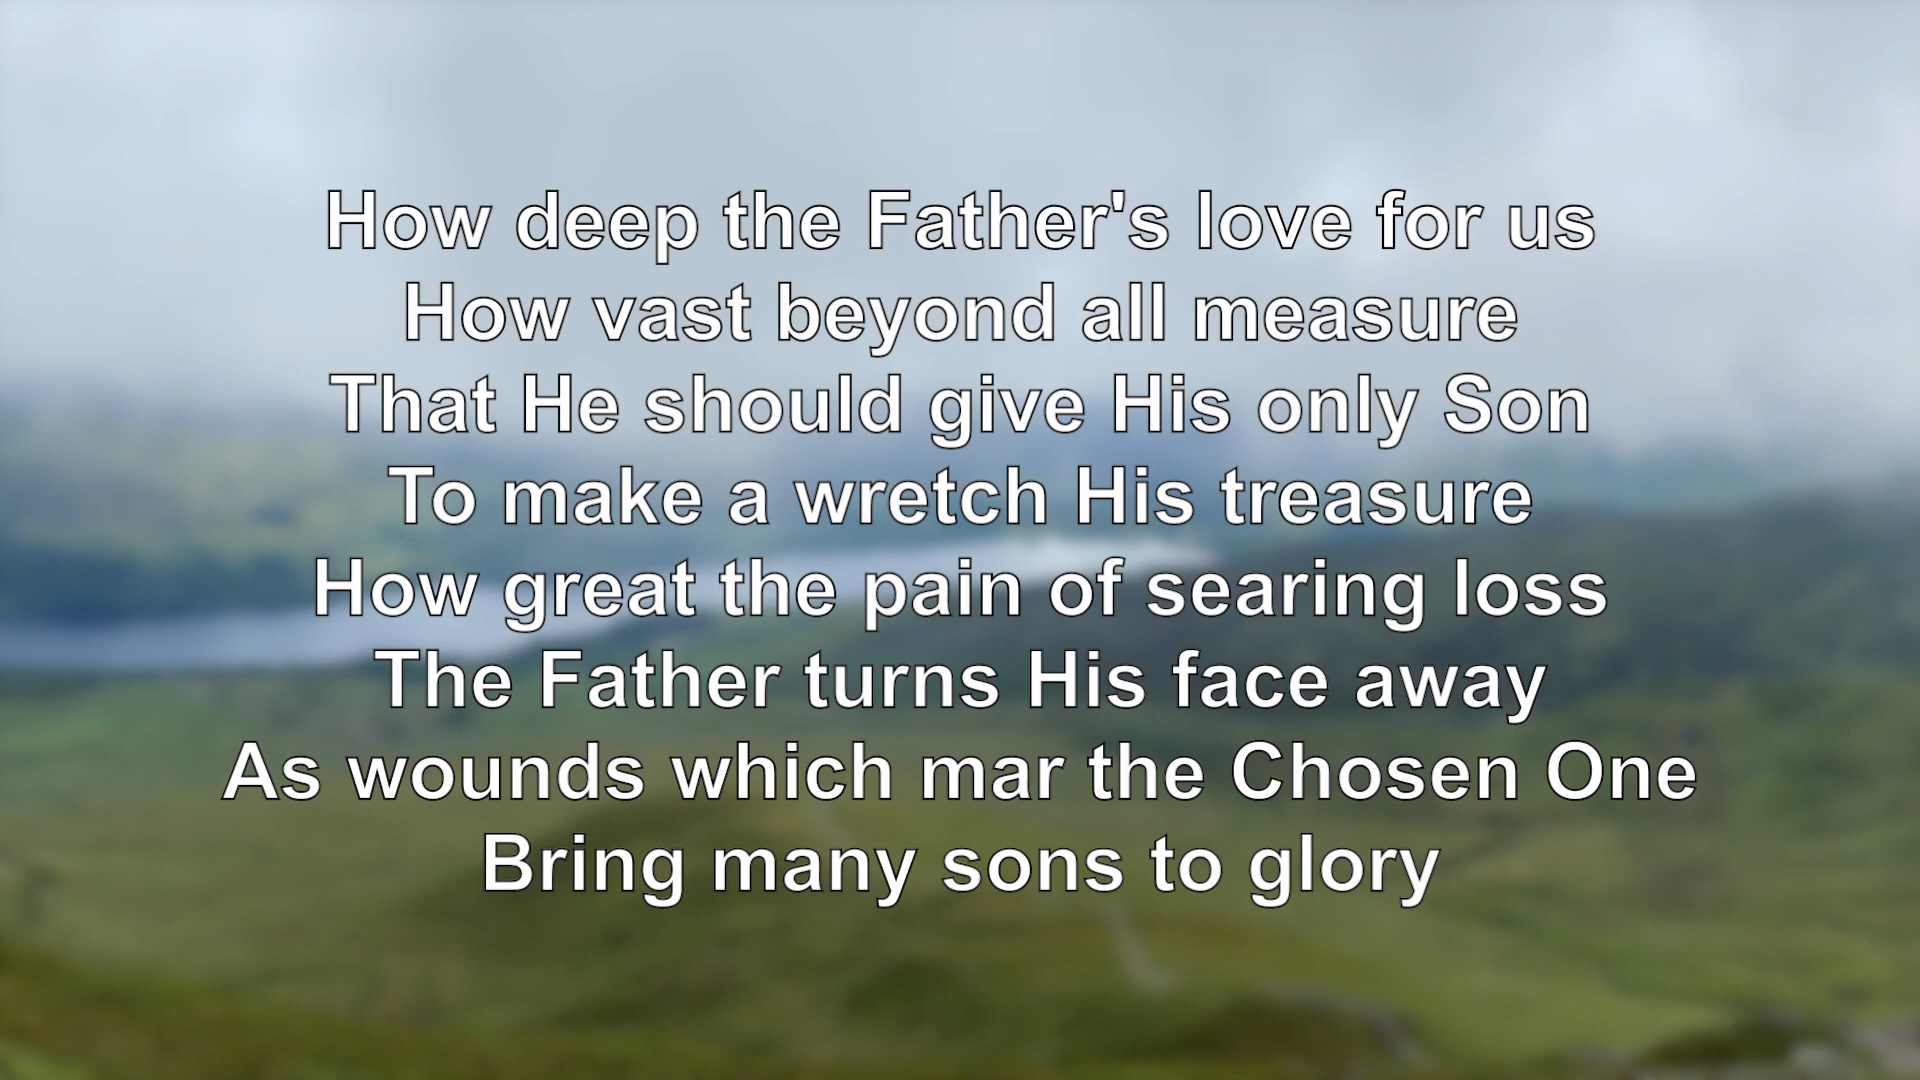 How deep the Father's love for us
How vast beyond all measure
That He should give His only Son
To make a wretch His treasure
How great the pain of searing loss
The Father turns His face away
As wounds which mar the Chosen One
Bring many sons to glory